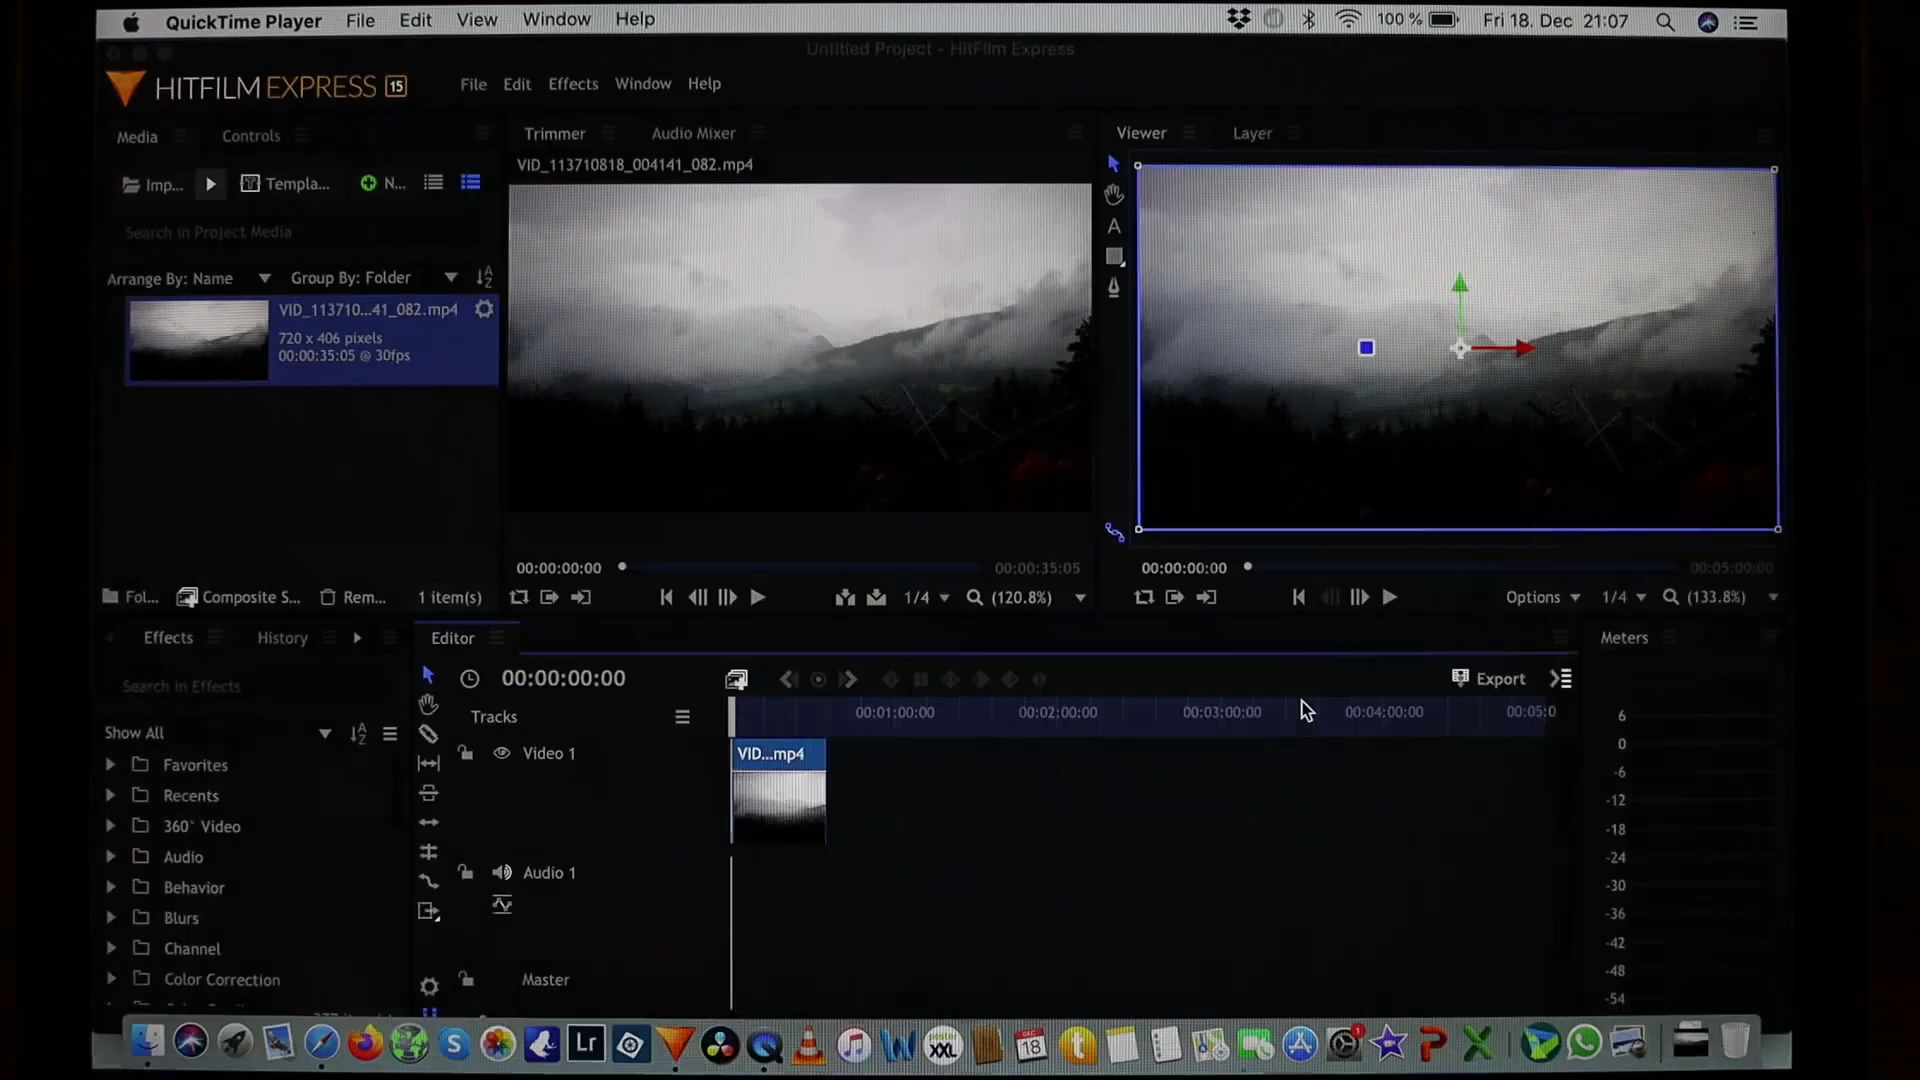 QuickTime Player File Edit View Window Help 100 % Fri 18. Dec 21:07
Untitled Project - HitFilm Express
HITFILM EXPRESS 15 File Edit Effects Window Help
Media Controls Trimmer Audio Mixer Viewer Layer
VID_113710818_004141_082.mp4
Imp... Templa... N...
Search in Project Media
Arrange By: Name Group By: Folder
VID_113710...41_082.mp4
720 x 406 pixels
00:00:35:05 @ 30fps
00:00:00:00 00:00:35:05 00:00:00:00 00:05:00:00
Fol... Composite S... Rem... 1 item(s) 1/4 (120.8%) Options 1/4 (133.8%)
Effects History Editor Meters
Search in Effects 00:00:00:00 Export
Tracks 00:01:00:00 00:02:00:00 00:03:00:00 00:04:00:00 00:05:0
Show All
Video 1 VID...mp4
Favorites
Recents
360° Video
Audio
Behavior
Blurs
Channel
Color Correction
Audio 1
Master
6
0
-6
-12
-18
-24
-30
-36
-42
-48
-54
Lr XXL DEC 18 t 1